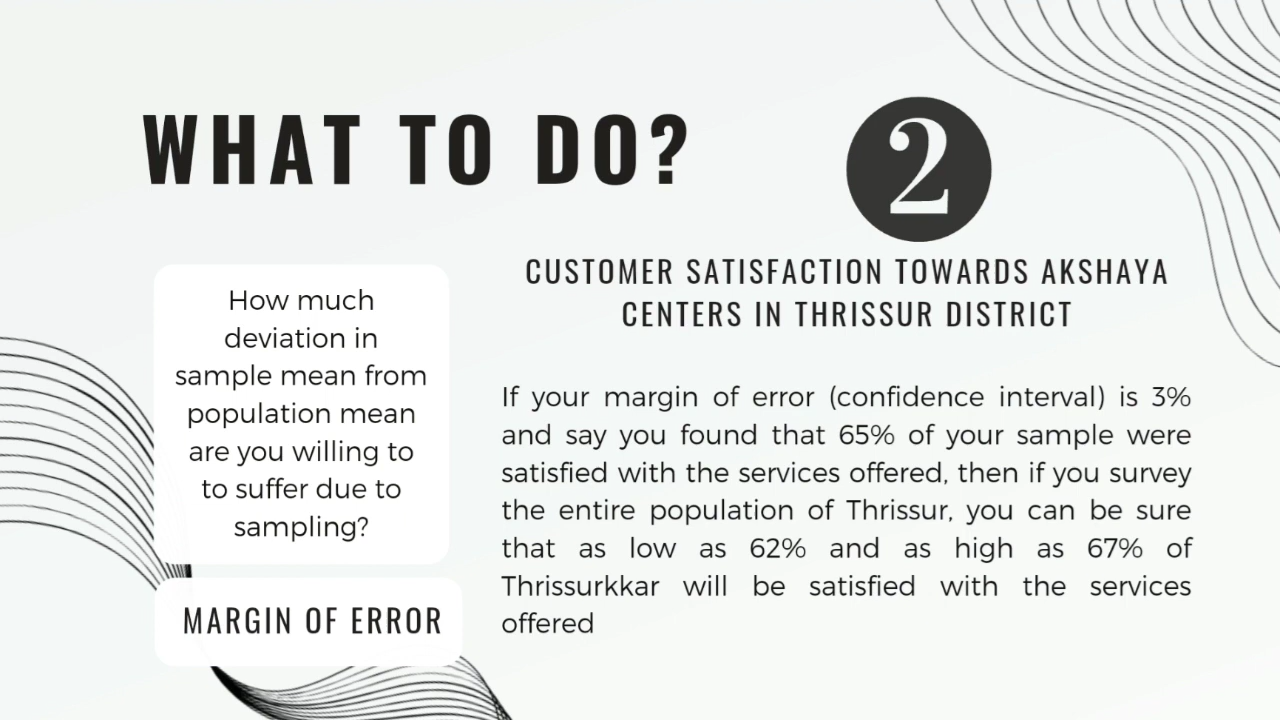 WHAT TO DO?
2
CUSTOMER SATISFACTION TOWARDS AKSHAYA
CENTERS IN THRISSUR DISTRICT
How much
deviation in
sample mean from
population mean
are you willing to
to suffer due to
sampling?
MARGIN OF ERROR
If your margin of error (confidence interval) is 3%
and say you found that 65% of your sample were
satisfied with the services offered, then if you survey
the entire population of Thrissur, you can be sure
that as low as 62% and as high as 67% of
Thrissurkkar will be satisfied with the services
offered